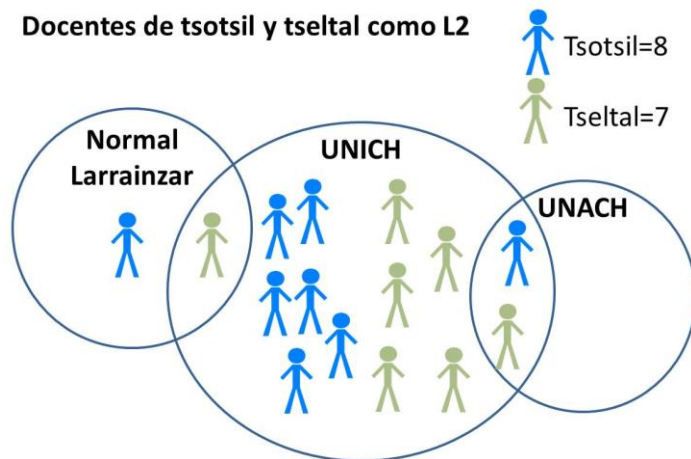 Docentes de tsotsil y tseltal como L2
Tsotsil=8
Tseltal=7
Normal
Larrainzar
UNICH
UNACH